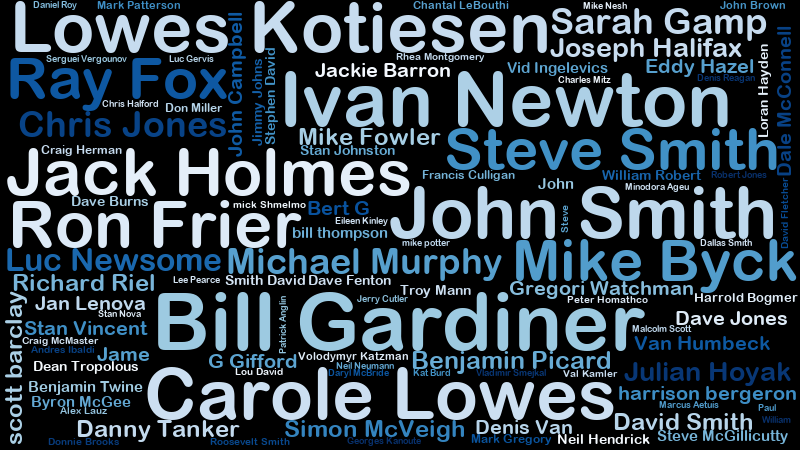 Daniel Roy
Mark Patterson
Chantal LeBouthi
Mike Nesh
John Brown
Lowes Kotiesen
Sarah Gamp
Joseph Halifax
Serguei Vergounov
Luc Gervis
Rhea Montgomery
John Campbell
Jimmy Johns
Stephen David
Ray Fox
Jackie Barron
Vid Ingelevics
Eddy Hazel
Charles Mitz
Denis Reagan
Loran Hayden
Dale McConnell
Ivan Newton
Chris Halford
Don Miller
Chris Jones
Mike Fowler
Steve Smith
Craig Herman
Stan Johnston
Jack Holmes
Francis Culligan
William Robert
Robert Jones
John
Minodora Ageu
Dave Burns
mick Shmelmo
Bert G
John Smith
David Fletcher
Ron Frier
Eileen Kinley
Steve
bill thompson
mike potter
Dallas Smith
Luc Newsome
Michael Murphy
Mike Byck
Richard Riel
Lee Pearce
Smith David
Dave Fenton
Troy Mann
Gregori Watchman
Peter Homathco
Harrold Bogmer
Jan Lenova
Stan Nova
Patrick Anglin
Jerry Cutler
Bill Gardiner
Dave Jones
scott barclay
Stan Vincent
Malcolm Scott
Craig McMaster
Andres Ibaldi
Jame
Van Humbeck
Volodymyr Katzman
G Gifford
Neil Neumann
Benjamin Picard
Dean Tropolous
Lou David
Daryl McBride
Kat Burd
Vladimir Smejkal
Val Kamler
Julian Hoyak
Benjamin Twine
Carole Lowes
harrison bergeron
Byron McGee
Alex Lauz
Marcus Aetuis
Paul
David Smith
William
Danny Tanker
Simon McVeigh
Denis Van
Donnie Brooks
Roosevelt Smith
Georges Kanoute
Mark Gregory
Neil Hendrick
Steve McGillicutty